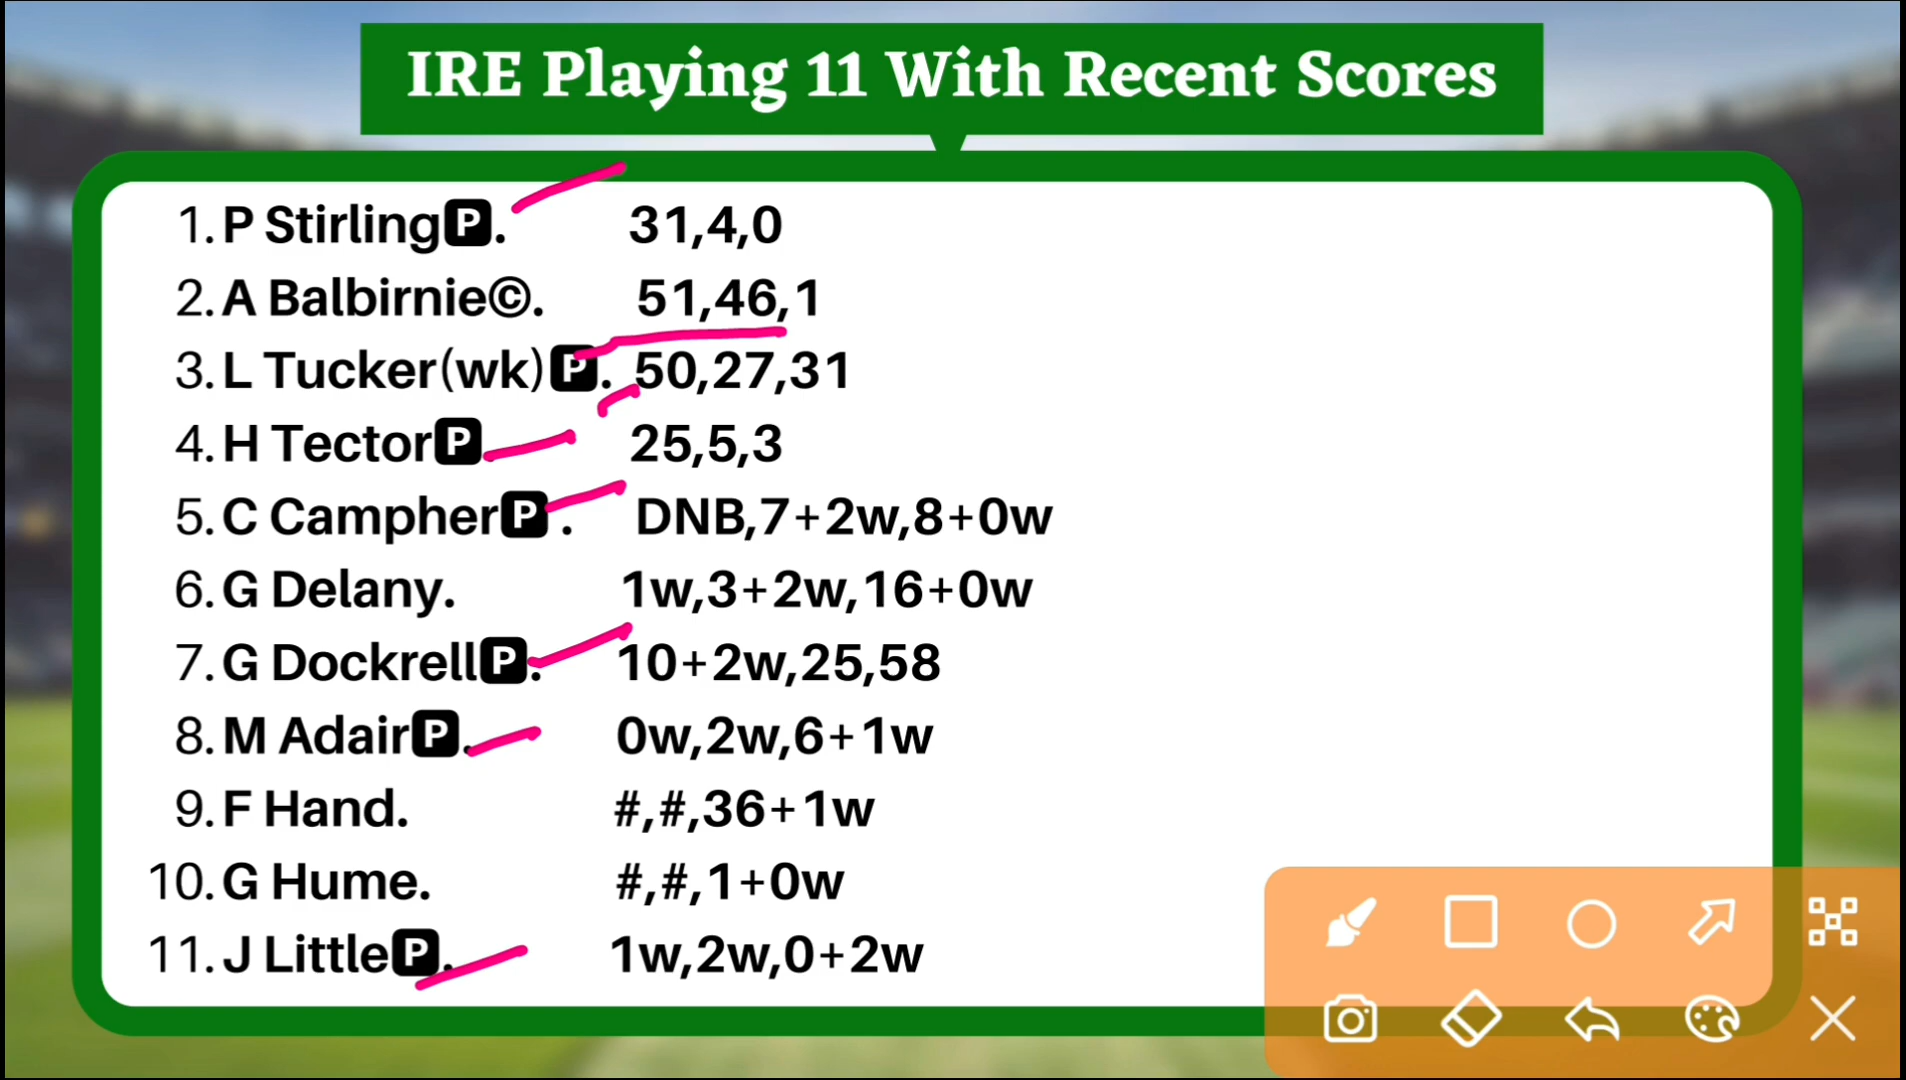 IRE Playing 11 With Recent Scores
1. P Stirling🅿. 31,4,0
2. A Balbirnie©. 51,46,1
3. L Tucker(wk)🅿. 50,27,31
4. H Tector🅿 25,5,3
5. C Campher🅿. DNB,7+2w,8+0w
6. G Delany. 1w,3+2w,16+0w
7. G Dockrell🅿. 10+2w,25,58
8. M Adair🅿. 0w,2w,6+1w
9. F Hand. #,#,36+1w
10. G Hume. #,#,1+0w
11. J Little🅿. 1w,2w,0+2w